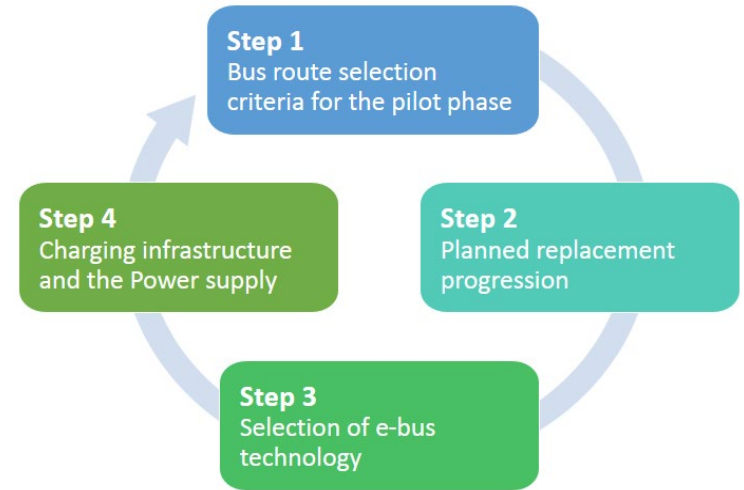 Step 1
Bus route selection
criteria for the pilot phase
Step 2
Planned replacement
progression
Step 3
Selection of e-bus
technology
Step 4
Charging infrastructure
and the Power supply